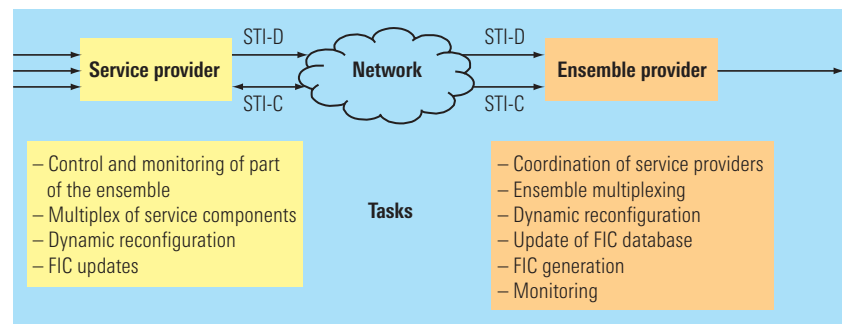 STI-D
STI-D
Service provider
Network
Ensemble provider
STI-C
STI-C
– Control and monitoring of part
of the ensemble
– Multiplex of service components
– Dynamic reconfiguration
– FIC updates
Tasks
– Coordination of service providers
– Ensemble multiplexing
– Dynamic reconfiguration
– Update of FIC database
– FIC generation
– Monitoring